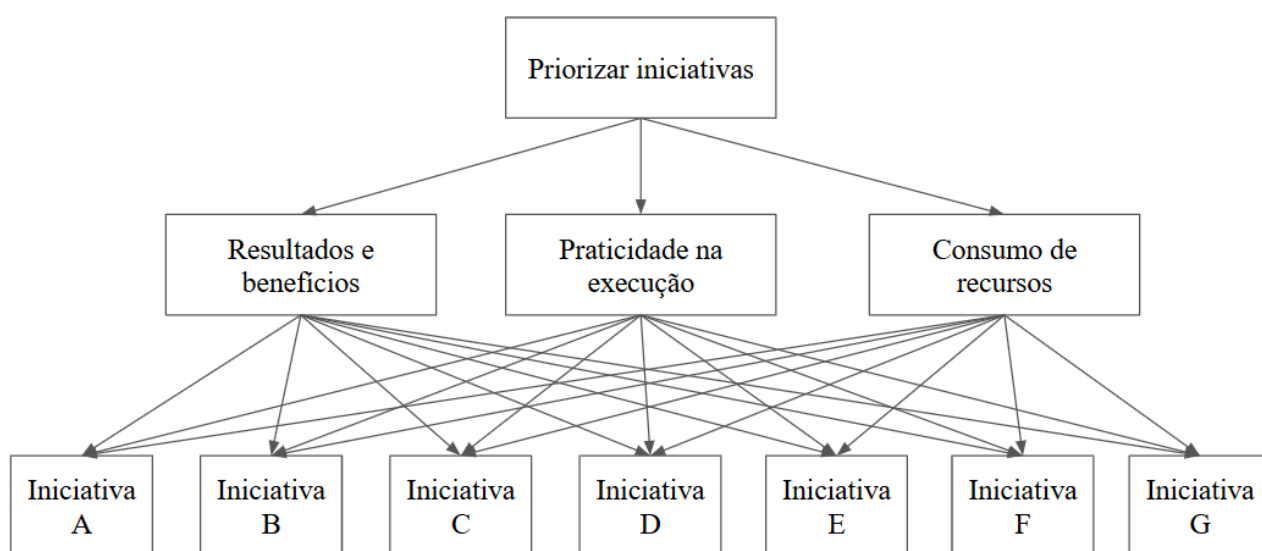 Priorizar iniciativas
Resultados e
benefícios
Praticidade na
execução
Consumo de
recursos
Iniciativa
A
Iniciativa
B
Iniciativa
C
Iniciativa
D
Iniciativa
E
Iniciativa
F
Iniciativa
G